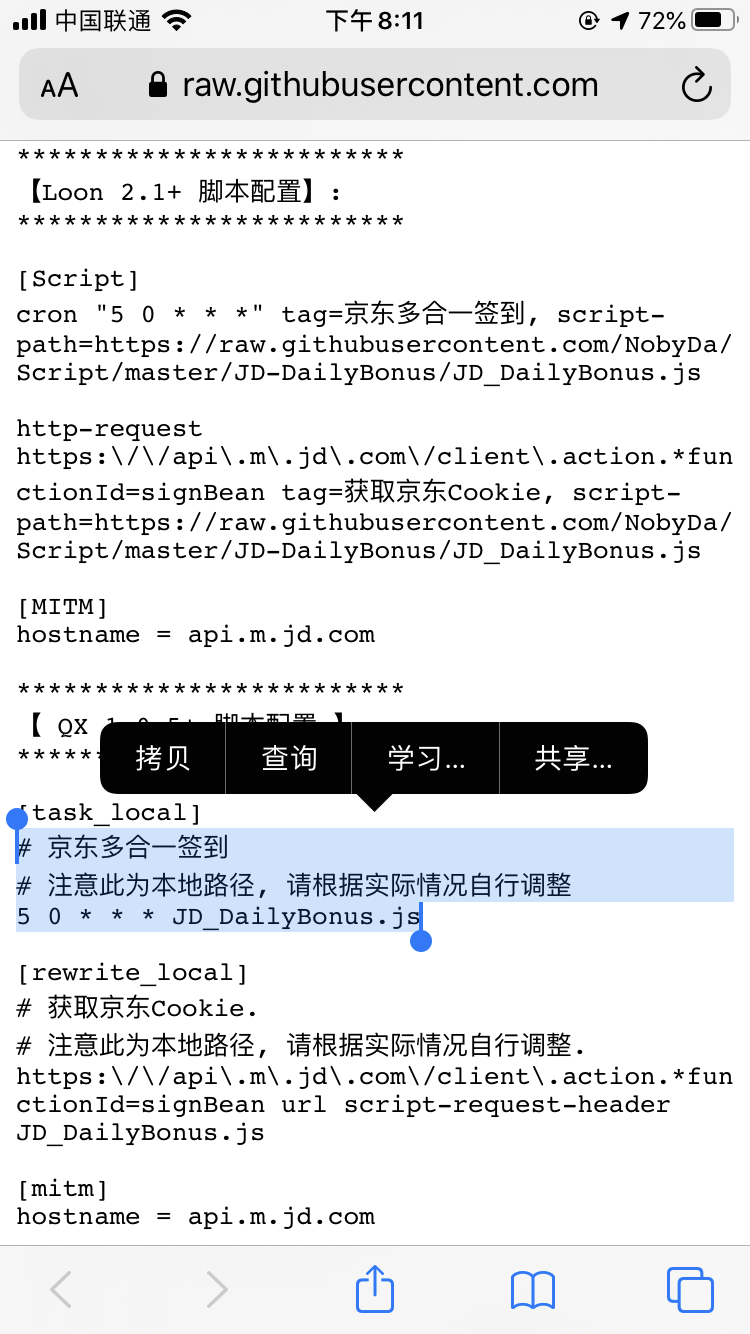 中国联通 下午8:11 72%
AA raw.githubusercontent.com
*************************
【Loon 2.1+ 脚本配置】:
*************************
[Script]
cron "5 0 * * *" tag=京东多合一签到, script-
path=https://raw.githubusercontent.com/NobyDa/
Script/master/JD-DailyBonus/JD_DailyBonus.js
http-request
https:\/\/api\.m\.jd\.com\/client\.action.*fun
ctionId=signBean tag=获取京东Cookie, script-
path=https://raw.githubusercontent.com/NobyDa/
Script/master/JD-DailyBonus/JD_DailyBonus.js
[MITM]
hostname = api.m.jd.com
*************************
【 QX 1.0.5+ 脚本配置 】
*****
拷贝 查询 学习... 共享...
[task_local]
# 京东多合一签到
# 注意此为本地路径, 请根据实际情况自行调整
5 0 * * * JD_DailyBonus.js
[rewrite_local]
# 获取京东Cookie.
# 注意此为本地路径, 请根据实际情况自行调整.
https:\/\/api\.m\.jd\.com\/client\.action.*fun
ctionId=signBean url script-request-header
JD_DailyBonus.js
[mitm]
hostname = api.m.jd.com